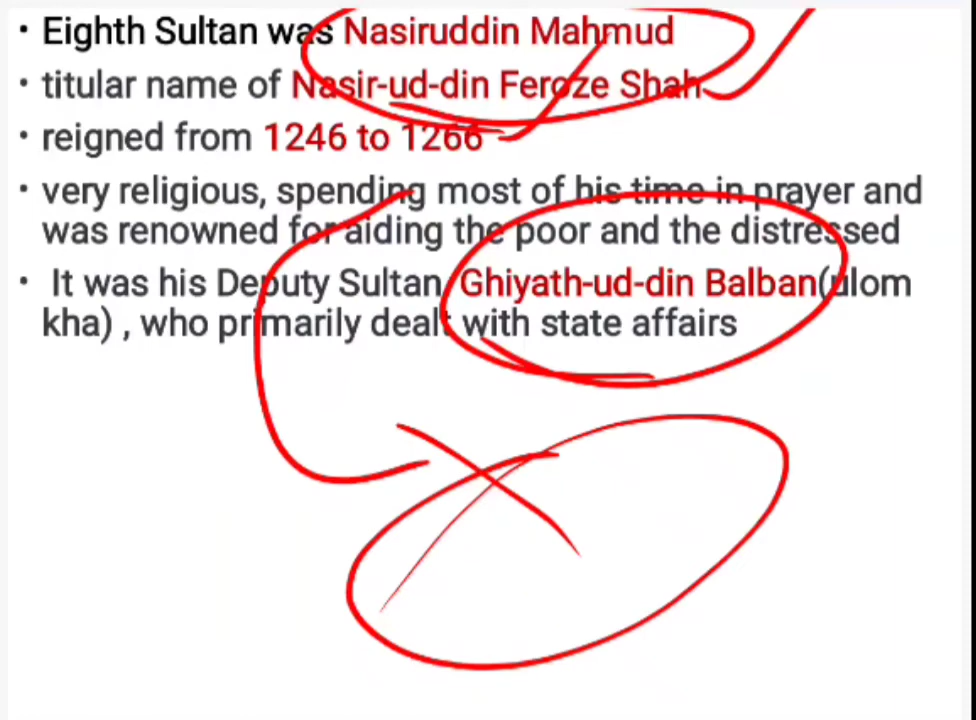 • Eighth Sultan was Nasiruddin Mahmud
• titular name of Nasir-ud-din Feroze Shah
• reigned from 1246 to 1266
• very religious, spending most of his time in prayer and
was renowned for aiding the poor and the distressed
• It was his Deputy Sultan, Ghiyath-ud-din Balban(ulom
kha) , who primarily dealt with state affairs